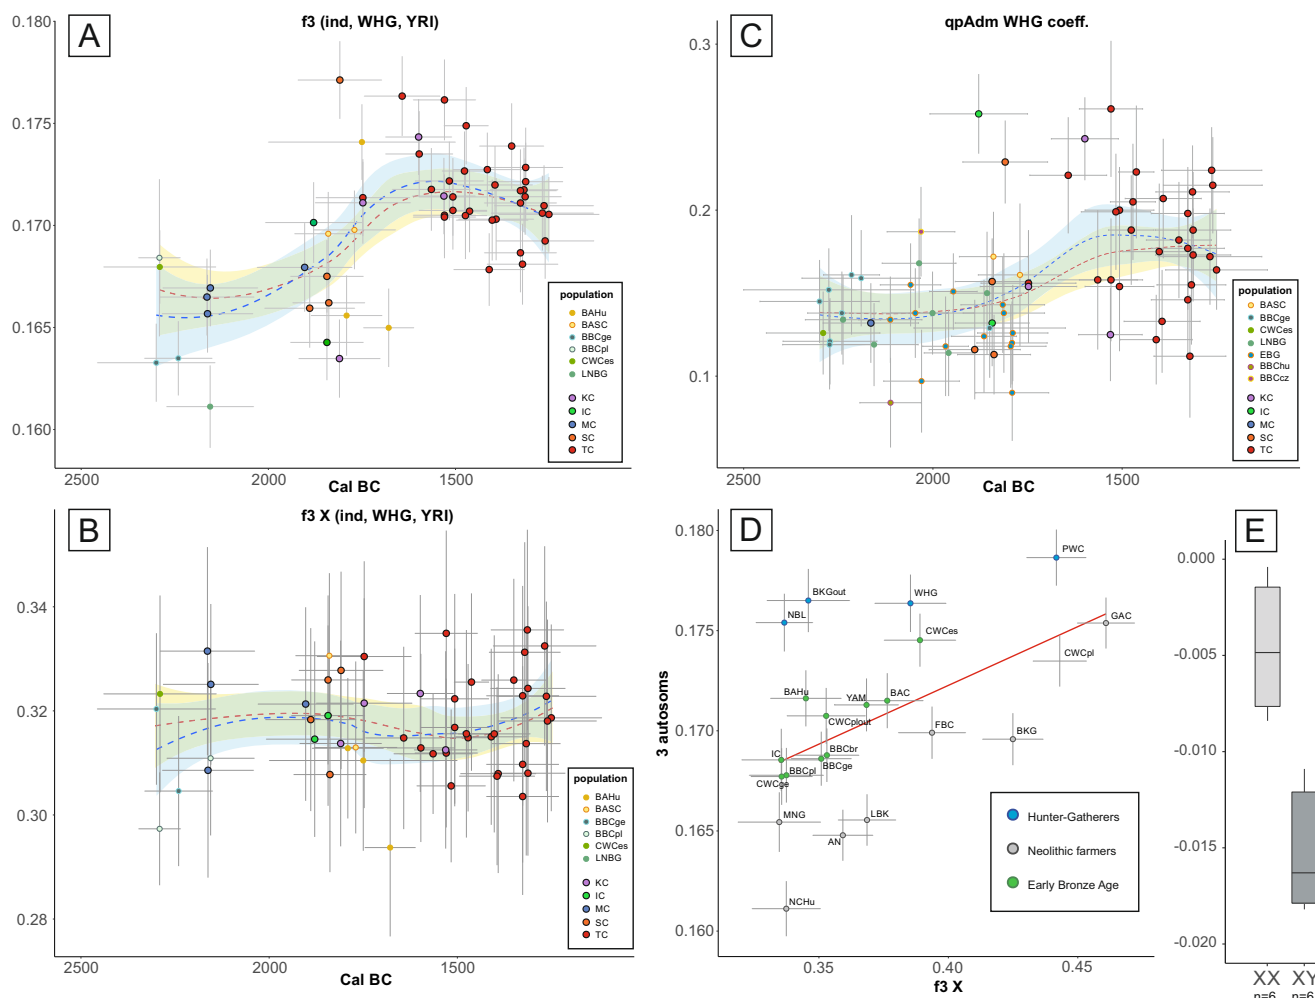 A
f3 (ind, WHG, YRI)
0.180
0.175
0.170
0.165
0.160
2500
2000
1500
Cal BC
population
BAHu
BASC
BBCge
BBCpl
CWCes
LNBG
KC
IC
MC
SC
TC
C
qpAdm WHG coeff.
0.3
0.2
0.1
2500
2000
1500
Cal BC
population
BASC
BBCge
CWCes
LNBG
EBG
BBChu
BBCcz
KC
IC
MC
SC
TC
B
f3 X (ind, WHG, YRI)
0.34
0.32
0.30
0.28
2500
2000
1500
Cal BC
population
BAHu
BASC
BBCge
BBCpl
CWCes
LNBG
KC
IC
MC
SC
TC
D
3 autosoms
0.180
0.175
0.170
0.165
0.160
PWC
BKGout
WHG
NBL
GAC
CWCes
CWCpl
BAHu
YAM
BAC
CWCplout
FBC
BKG
IC
BBCbr
BBCge
BBCpl
CWCge
MNG
LBK
AN
NCHu
Hunter-Gatherers
Neolithic farmers
Early Bronze Age
0.35
0.40
0.45
f3 X
E
0.000
-0.005
-0.010
-0.015
-0.020
XX XY
n=6 n=6